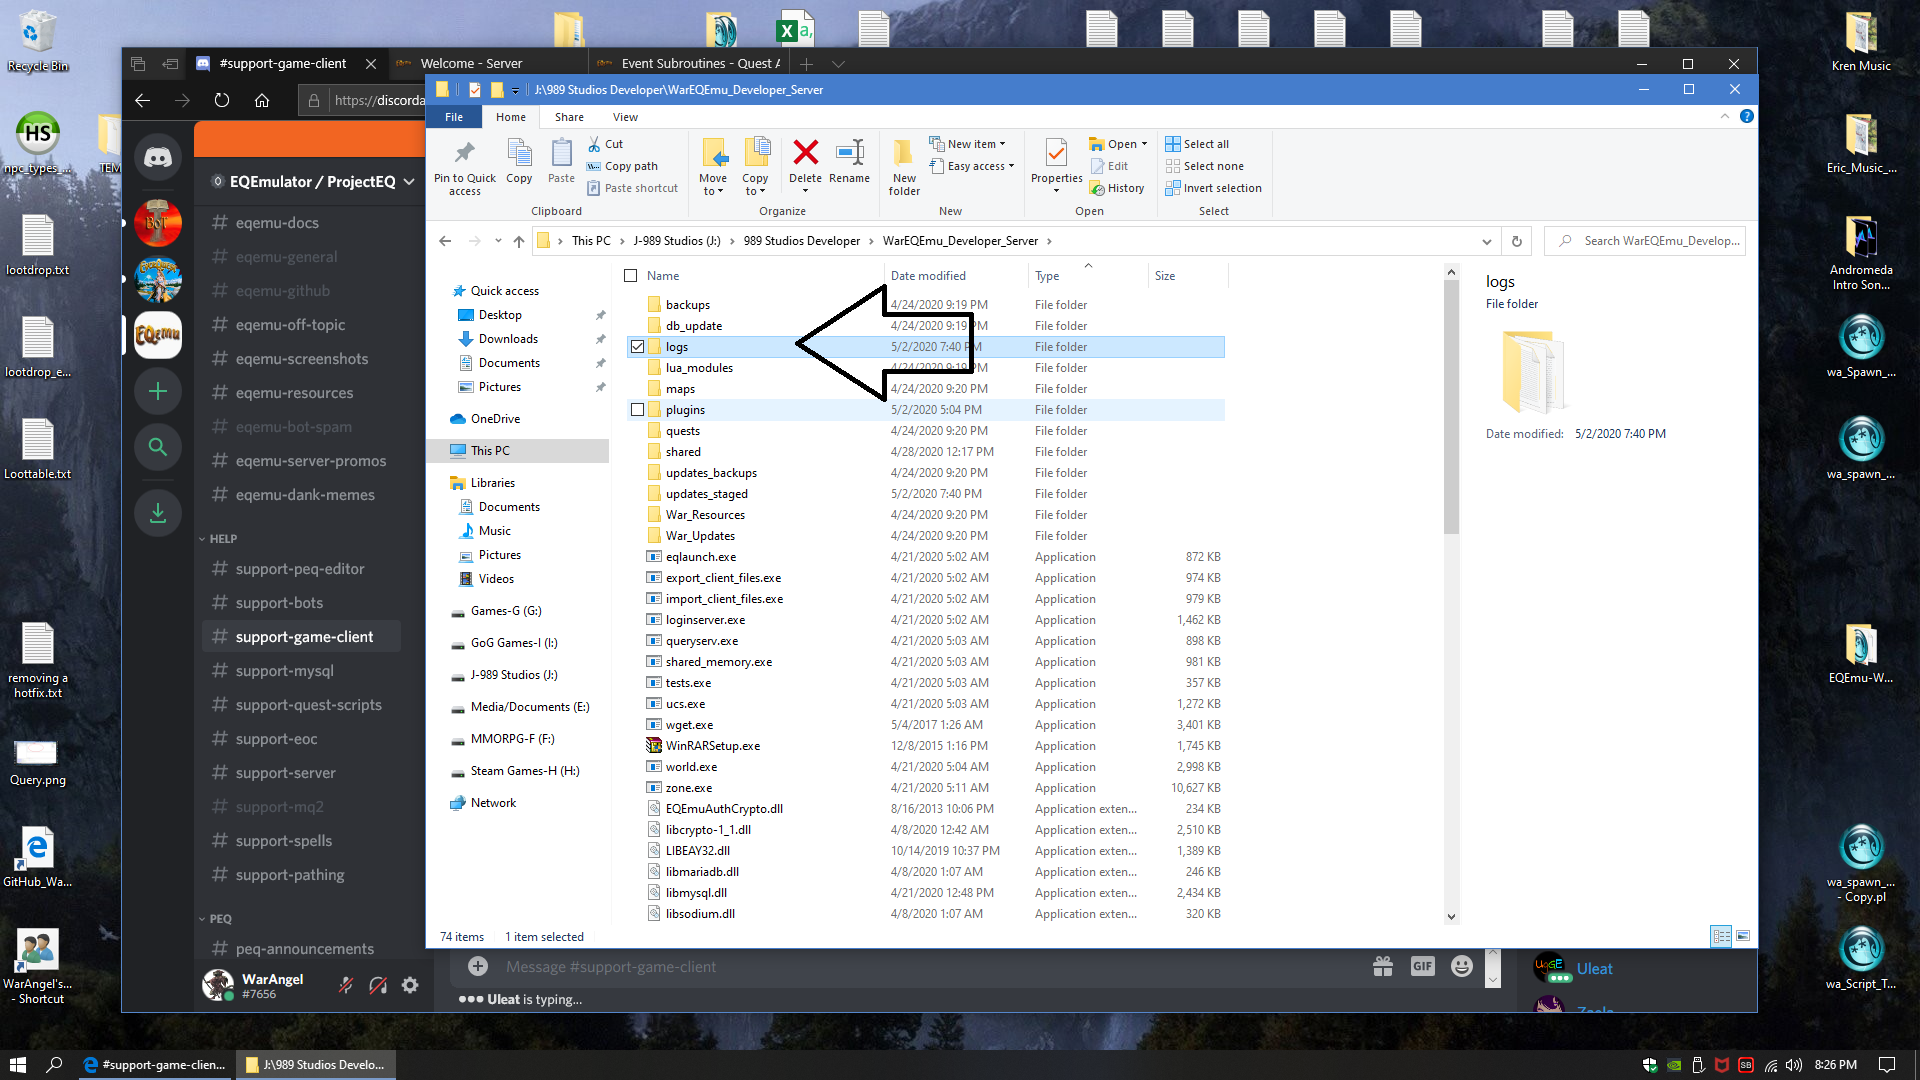 Recycle Bin
HS
npc_types_...
TEM
lootdrop.txt
lootdrop_e...
Loottable.txt
removing a
hotfix.txt
Query.png
GitHub_Wa...
WarAngel's...
- Shortcut
#support-game-client
Welcome - Server
Event Subroutines - Quest A
https://discorda
EQEmulator / ProjectEQ
BoT
EQemu
# eqemu-docs
# eqemu-general
# eqemu-github
# eqemu-off-topic
# eqemu-screenshots
# eqemu-resources
# eqemu-bot-spam
# eqemu-server-promos
# eqemu-dank-memes
HELP
# support-peq-editor
# support-bots
# support-game-client
# support-mysql
# support-quest-scripts
# support-eoc
# support-server
# support-mq2
# support-spells
# support-pathing
PEQ
# peq-announcements
WarAngel
#7656
J:\989 Studios Developer\WarEQEmu_Developer_Server
File Home Share View
Pin to Quick
access
Copy
Paste
Cut
Copy path
Paste shortcut
Clipboard
Move
to
Copy
to
Delete
Rename
Organize
New
folder
New item
Easy access
New
Properties
Open
Edit
History
Open
Select all
Select none
Invert selection
Select
This PC > J-989 Studios (J:) > 989 Studios Developer > WarEQEmu_Developer_Server >
Search WarEQEmu_Develop...
Quick access
Desktop
Downloads
Documents
Pictures
OneDrive
This PC
Libraries
Documents
Music
Pictures
Videos
Games-G (G:)
GoG Games-I (I:)
J-989 Studios (J:)
Media/Documents (E:)
MMORPG-F (F:)
Steam Games-H (H:)
Network
Name Date modified Type Size
backups 4/24/2020 9:19 PM File folder
db_update 4/24/2020 9:19 PM File folder
logs 5/2/2020 7:40 PM File folder
lua_modules 4/24/2020 9:19 PM File folder
maps 4/24/2020 9:20 PM File folder
plugins 5/2/2020 5:04 PM File folder
quests 4/24/2020 9:20 PM File folder
shared 4/28/2020 12:17 PM File folder
updates_backups 4/24/2020 9:20 PM File folder
updates_staged 5/2/2020 7:40 PM File folder
War_Resources 4/24/2020 9:20 PM File folder
War_Updates 4/24/2020 9:20 PM File folder
eqlaunch.exe 4/21/2020 5:02 AM Application 872 KB
export_client_files.exe 4/21/2020 5:02 AM Application 974 KB
import_client_files.exe 4/21/2020 5:02 AM Application 979 KB
loginserver.exe 4/21/2020 5:02 AM Application 1,462 KB
queryserv.exe 4/21/2020 5:03 AM Application 898 KB
shared_memory.exe 4/21/2020 5:03 AM Application 981 KB
tests.exe 4/21/2020 5:03 AM Application 357 KB
ucs.exe 4/21/2020 5:03 AM Application 1,272 KB
wget.exe 5/4/2017 1:26 AM Application 3,401 KB
WinRARSetup.exe 12/8/2015 1:16 PM Application 1,745 KB
world.exe 4/21/2020 5:04 AM Application 2,998 KB
zone.exe 4/21/2020 5:11 AM Application 10,627 KB
EQEmuAuthCrypto.dll 8/16/2013 10:06 PM Application exten... 234 KB
libcrypto-1_1.dll 4/8/2020 12:42 AM Application exten... 2,510 KB
LIBEAY32.dll 10/14/2019 10:37 PM Application exten... 1,389 KB
libmariadb.dll 4/8/2020 1:07 AM Application exten... 246 KB
libmysql.dll 4/21/2020 12:48 PM Application exten... 2,434 KB
libsodium.dll 4/8/2020 1:07 AM Application exten... 320 KB
logs
File folder
Date modified: 5/2/2020 7:40 PM
74 items 1 item selected
Message #support-game-client
GIF
Uleat is typing...
Uleat
Kren Music
Eric_Music_...
Andromeda
Intro Son...
wa_Spawn_...
wa_spawn_...
EQEmu-W...
wa_spawn_...
- Copy.pl
wa_Script_T...
#support-game-clien...
J:\989 Studios Develo...
SB
8:26 PM